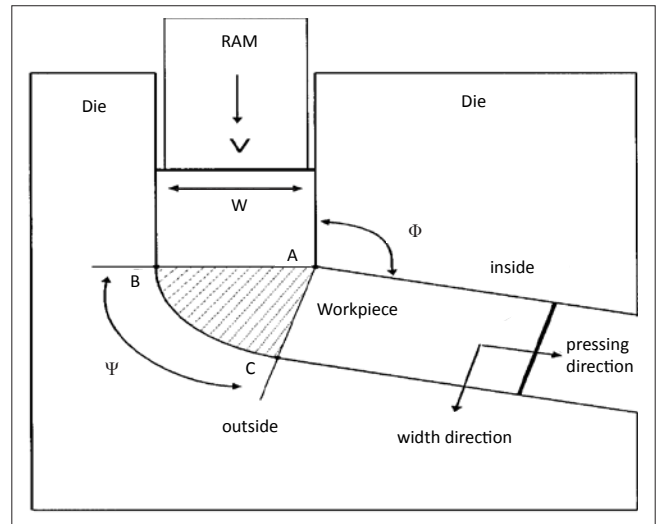 RAM
Die
Die
V
W
Φ
A
B
inside
Workpiece
C
Ψ
pressing
direction
outside
width direction